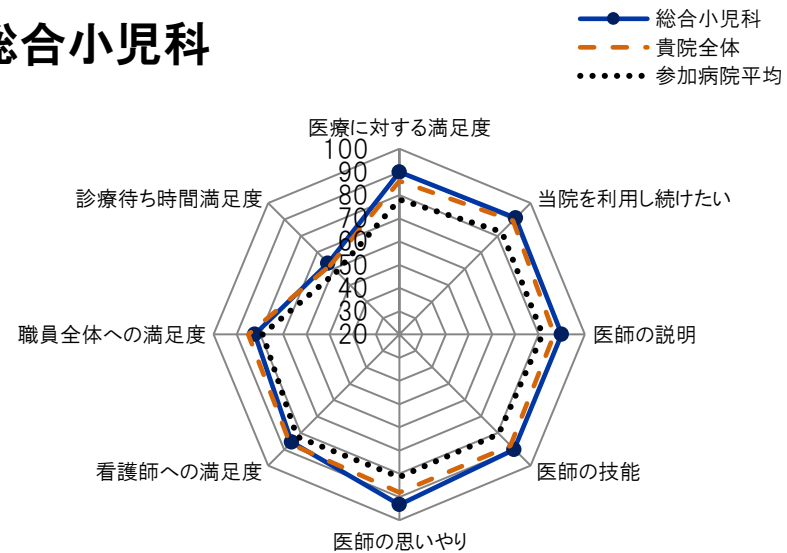 総合小児科
総合小児科
貴院全体
参加病院平均
医療に対する満足度
当院を利用し続けたい
医師の説明
医師の技能
医師の思いやり
看護師への満足度
職員全体への満足度
診療待ち時間満足度
100
90
80
70
60
50
40
30
20